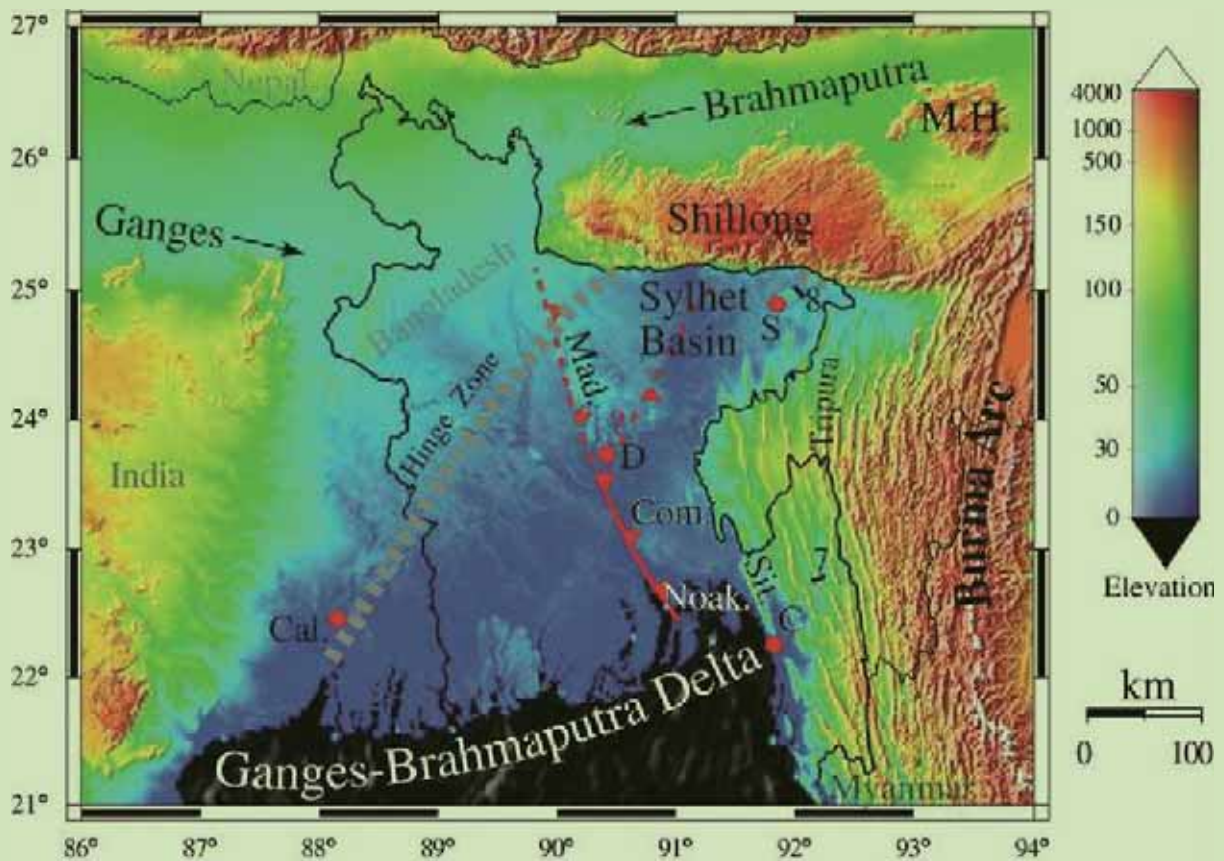 27°
26°
25°
24°
23°
22°
21°
86°
87°
88°
89°
90°
91°
92°
93°
94°
Nepal
Brahmaputra
M.H.
Ganges
Shillong
Bangladesh
Sylhet
Basin
S
8
Mad.
Hinge Zone
Tripura
India
D
Com.
Burma Arc
7
Noak.
Sit.
C
Cal.
Ganges-Brahmaputra Delta
Myanmar
4000
1000
500
150
100
50
30
0
Elevation
km
0 100